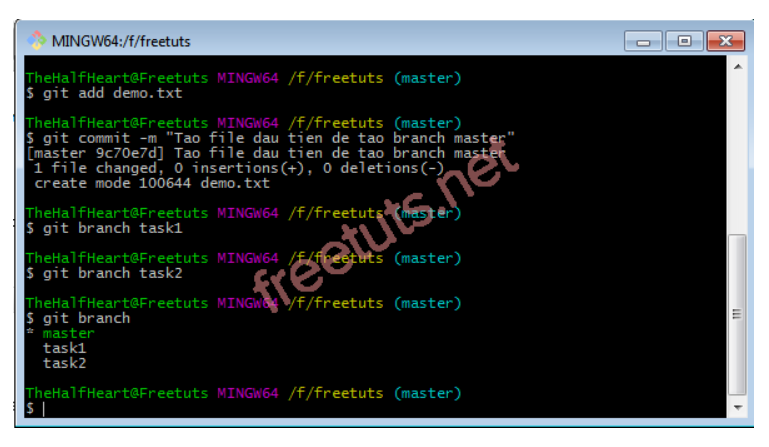 MINGW64:/f/freetuts
TheHalfHeart@Freetuts MINGW64 /f/freetuts (master)
$ git add demo.txt
TheHalfHeart@Freetuts MINGW64 /f/freetuts (master)
$ git commit -m "Tao file dau tien de tao branch master"
[master 9c70e7d] Tao file dau tien de tao branch master
1 file changed, 0 insertions(+), 0 deletions(-)
create mode 100644 demo.txt
TheHalfHeart@Freetuts MINGW64 /f/freetuts (master)
$ git branch task1
TheHalfHeart@Freetuts MINGW64 /f/freetuts (master)
$ git branch task2
TheHalfHeart@Freetuts MINGW64 /f/freetuts (master)
$ git branch
* master
task1
task2
TheHalfHeart@Freetuts MINGW64 /f/freetuts (master)
$
freetuts.net